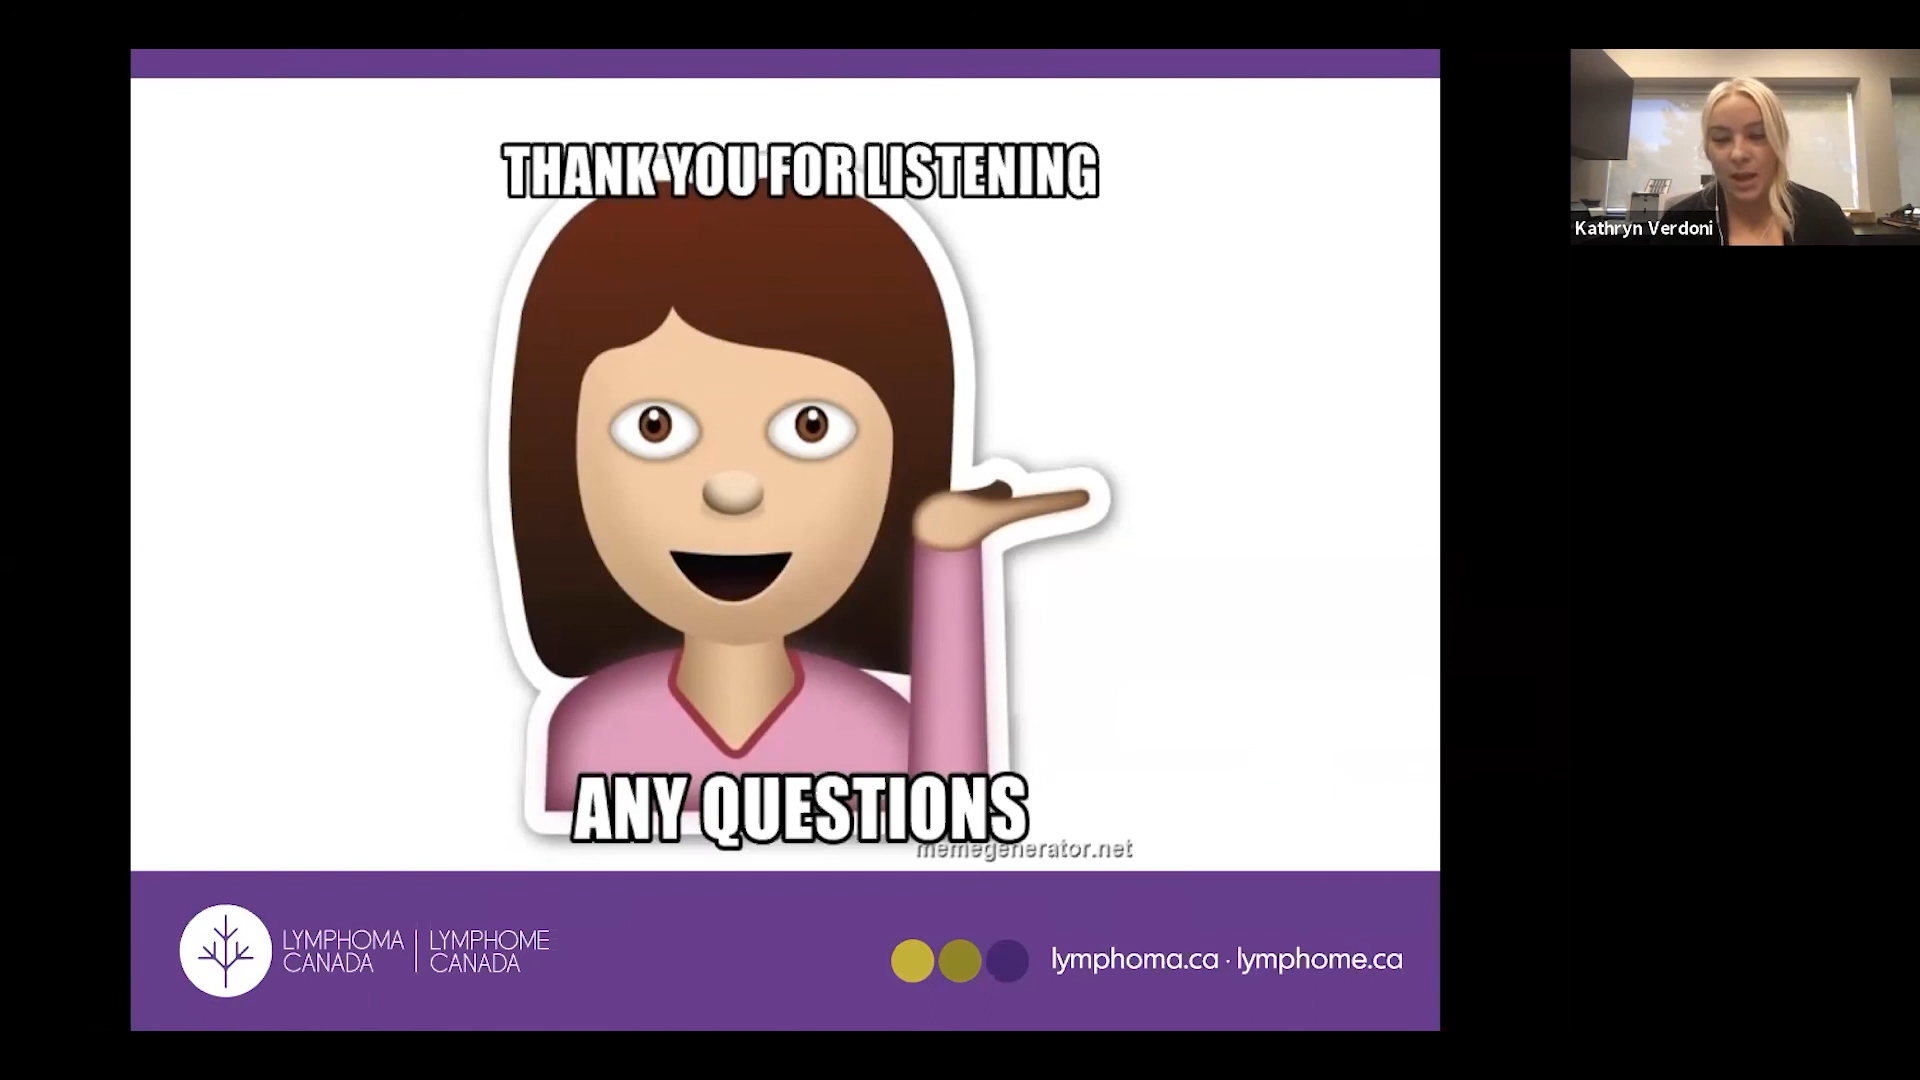 THANK YOU FOR LISTENING
Kathryn Verdoni
ANY QUESTIONS
memegenerator.net
LYMPHOMA CANADA
LYMPHOME CANADA
lymphoma.ca · lymphome.ca